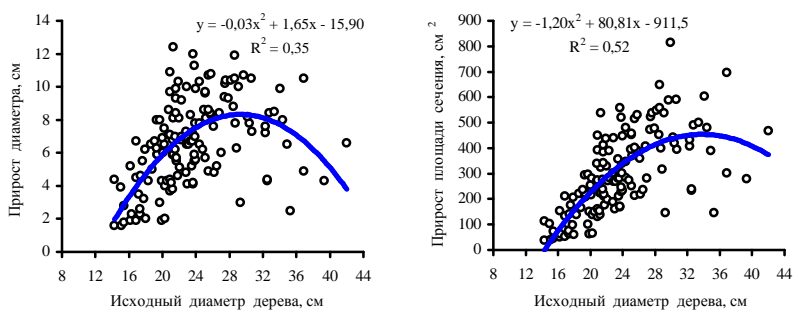 y = -0,03x² + 1,65x - 15,90
R² = 0,35
Прирост диаметра, см
14
12
10
8
6
4
2
0
8 12 16 20 24 28 32 36 40 44
Исходный диаметр дерева, см
y = -1,20x² + 80,81x - 911,5
R² = 0,52
Прирост площади сечения, см ²
900
800
700
600
500
400
300
200
100
0
8 12 16 20 24 28 32 36 40 44
Исходный диаметр дерева, см